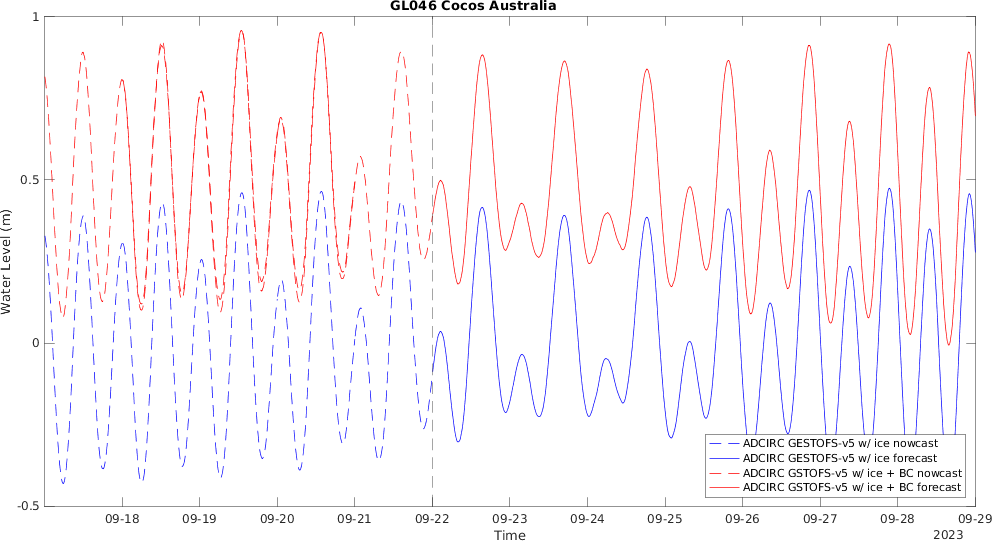 GL046 Cocos Australia
1
0.5
0
-0.5
Water Level (m)
ADCIRC GESTOFS-v5 w/ ice nowcast
ADCIRC GESTOFS-v5 w/ ice forecast
ADCIRC GSTOFS-v5 w/ ice + BC nowcast
ADCIRC GSTOFS-v5 w/ ice + BC forecast
09-18 09-19 09-20 09-21 09-22 09-23 09-24 09-25 09-26 09-27 09-28 09-29
Time
2023